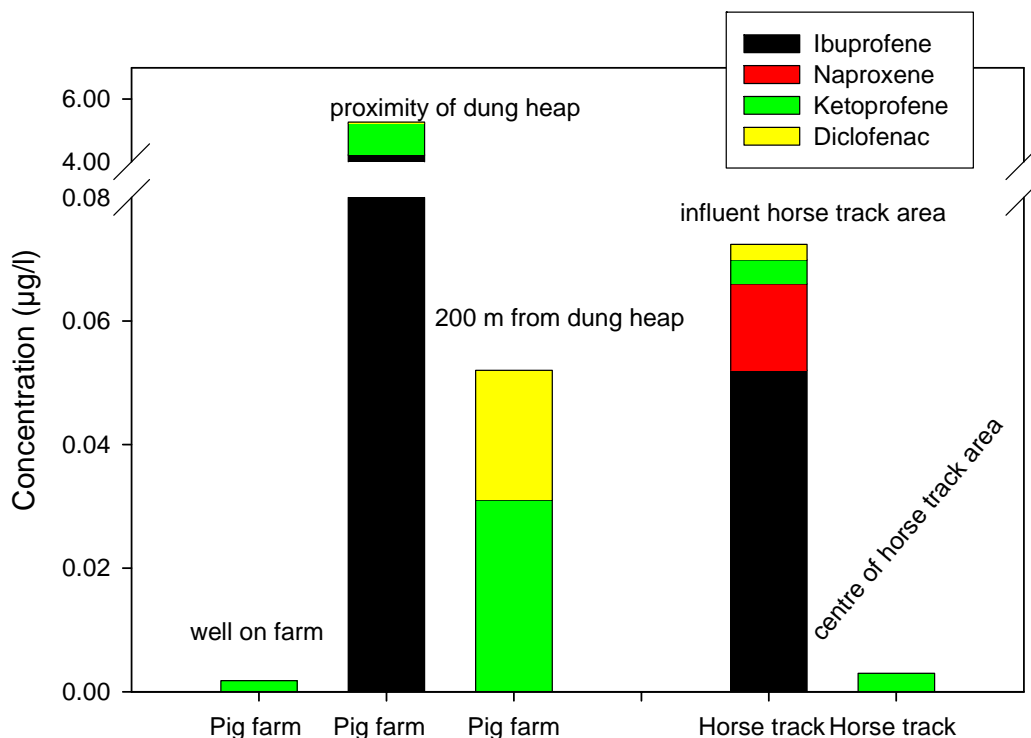 Ibuprofene
Naproxene
Ketoprofene
Diclofenac
6.00
4.00
0.08
0.06
0.04
0.02
0.00
Concentration (µg/l)
proximity of dung heap
influent horse track area
200 m from dung heap
centre of horse track area
well on farm
Pig farm Pig farm Pig farm Horse track Horse track